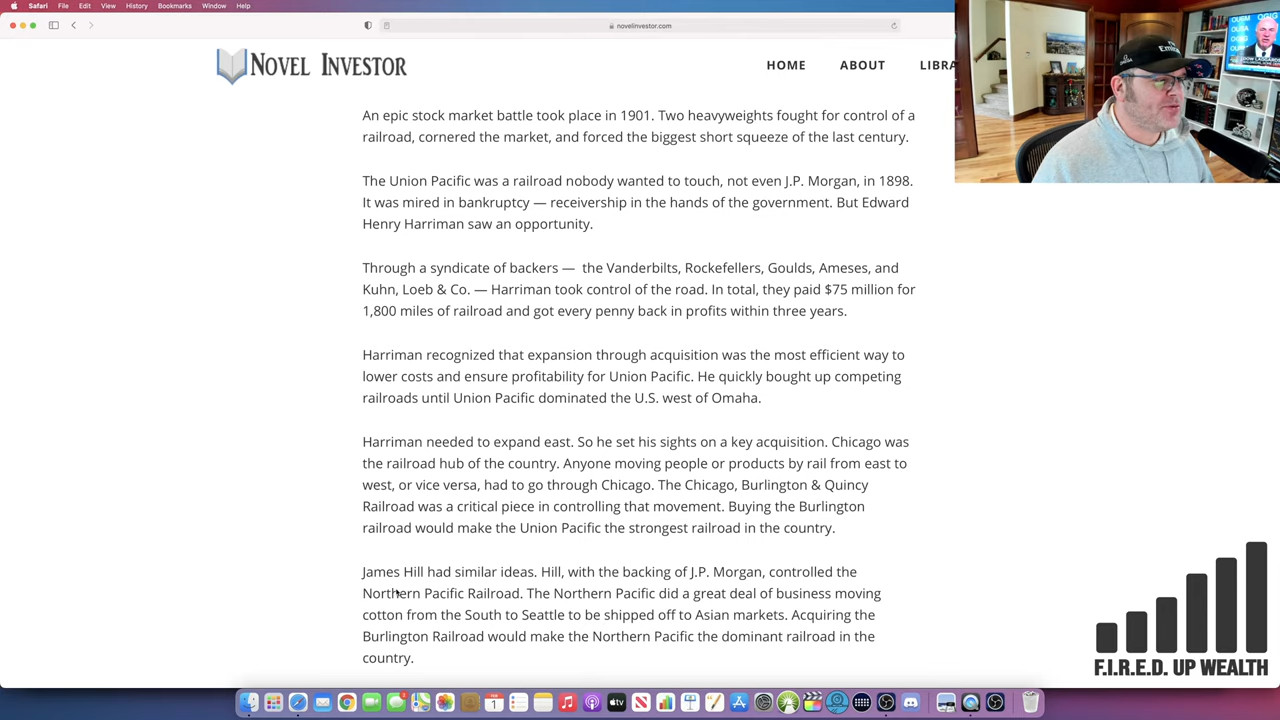 Safari File Edit View History Bookmarks Window Help
novelinvestor.com
NOVEL INVESTOR
HOME ABOUT LIBRA
An epic stock market battle took place in 1901. Two heavyweights fought for control of a
railroad, cornered the market, and forced the biggest short squeeze of the last century.
The Union Pacific was a railroad nobody wanted to touch, not even J.P. Morgan, in 1898.
It was mired in bankruptcy — receivership in the hands of the government. But Edward
Henry Harriman saw an opportunity.
Through a syndicate of backers — the Vanderbilts, Rockefellers, Goulds, Ameses, and
Kuhn, Loeb & Co. — Harriman took control of the road. In total, they paid $75 million for
1,800 miles of railroad and got every penny back in profits within three years.
Harriman recognized that expansion through acquisition was the most efficient way to
lower costs and ensure profitability for Union Pacific. He quickly bought up competing
railroads until Union Pacific dominated the U.S. west of Omaha.
Harriman needed to expand east. So he set his sights on a key acquisition. Chicago was
the railroad hub of the country. Anyone moving people or products by rail from east to
west, or vice versa, had to go through Chicago. The Chicago, Burlington & Quincy
Railroad was a critical piece in controlling that movement. Buying the Burlington
railroad would make the Union Pacific the strongest railroad in the country.
James Hill had similar ideas. Hill, with the backing of J.P. Morgan, controlled the
Northern Pacific Railroad. The Northern Pacific did a great deal of business moving
cotton from the South to Seattle to be shipped off to Asian markets. Acquiring the
Burlington Railroad would make the Northern Pacific the dominant railroad in the
country.
F.I.R.E.D. UP WEALTH
FEB
1